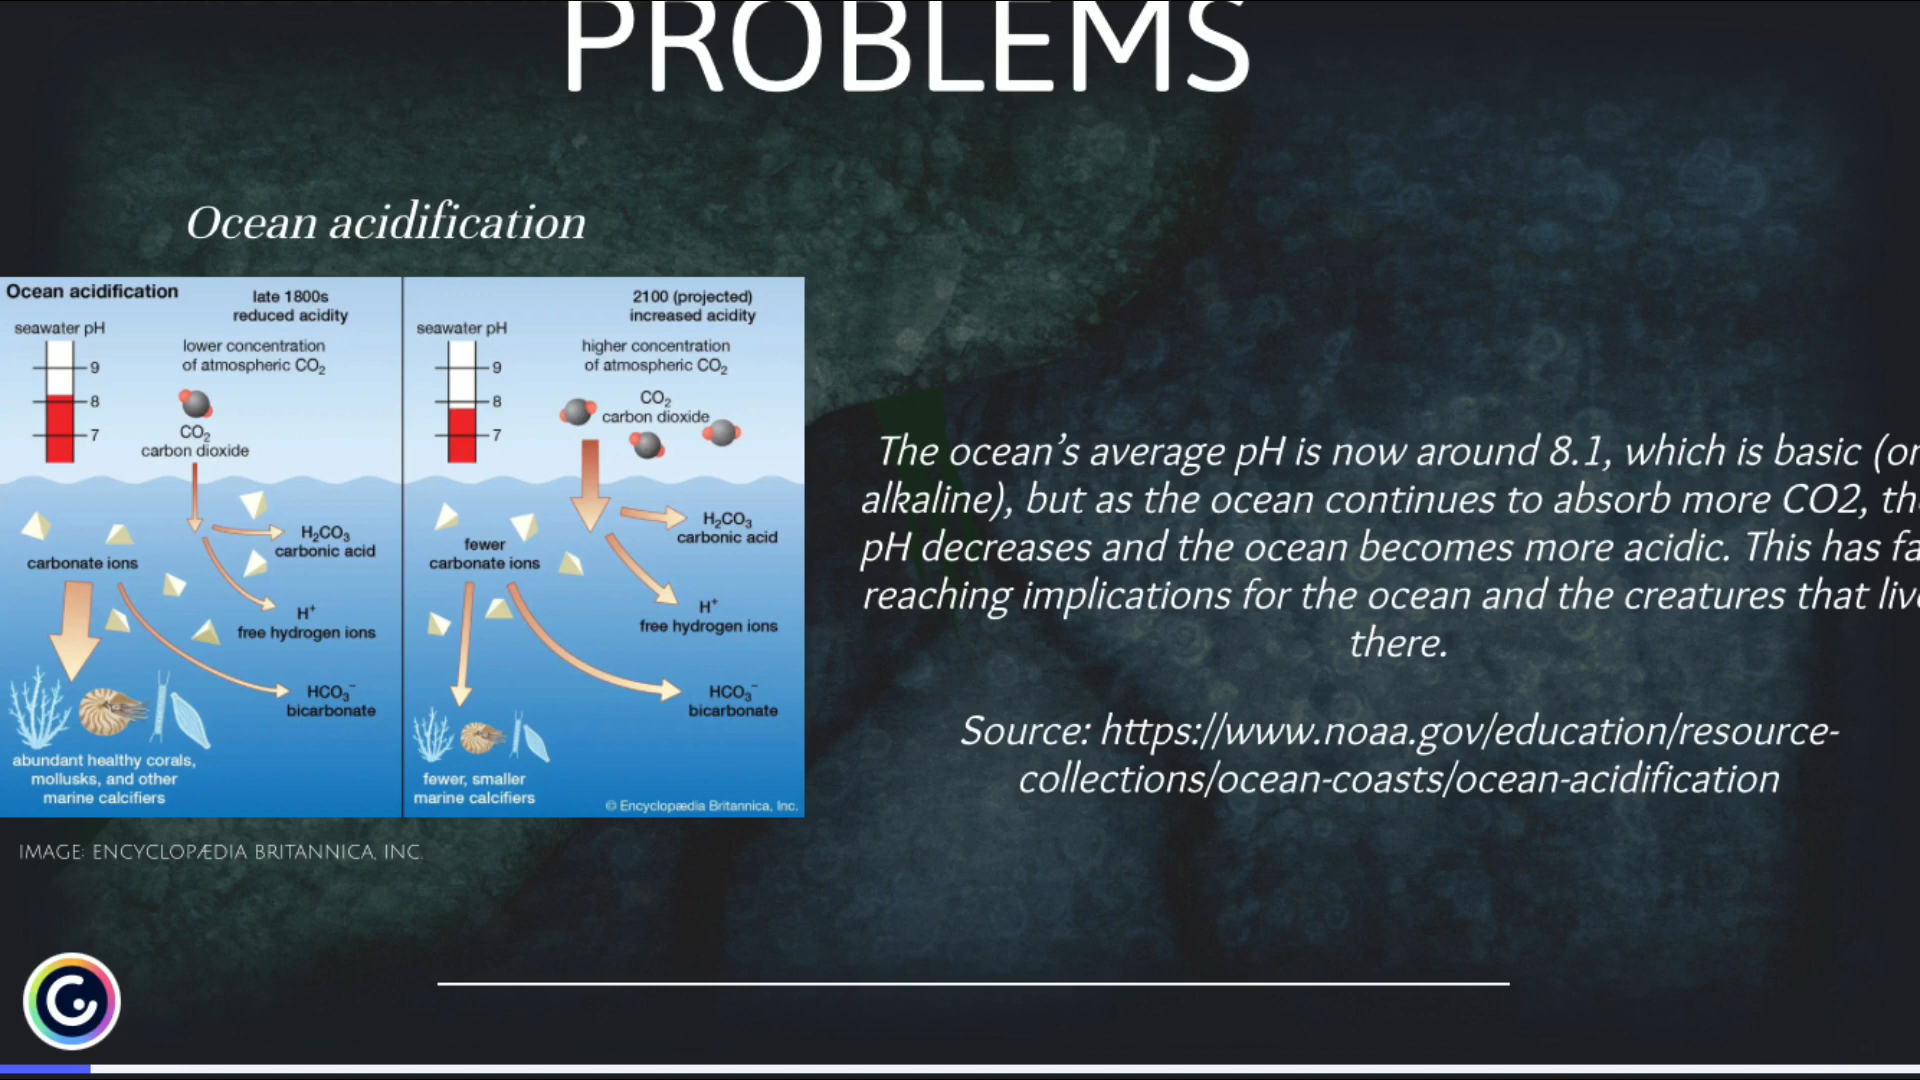 PROBLEMS
Ocean acidification
Ocean acidification
late 1800s
reduced acidity
seawater pH
9
8
7
lower concentration
of atmospheric CO₂
CO₂
carbon dioxide
H₂CO₃
carbonic acid
carbonate ions
H⁺
free hydrogen ions
HCO₃⁻
bicarbonate
abundant healthy corals,
mollusks, and other
marine calcifiers
2100 (projected)
increased acidity
seawater pH
9
8
7
higher concentration
of atmospheric CO₂
CO₂
carbon dioxide
H₂CO₃
carbonic acid
fewer
carbonate ions
H⁺
free hydrogen ions
HCO₃⁻
bicarbonate
fewer, smaller
marine calcifiers
© Encyclopædia Britannica, Inc.
IMAGE: ENCYCLOPÆDIA BRITANNICA, INC.
The ocean’s average pH is now around 8.1, which is basic (or
alkaline), but as the ocean continues to absorb more CO2, the
pH decreases and the ocean becomes more acidic. This has fa
reaching implications for the ocean and the creatures that live
there.
Source: https://www.noaa.gov/education/resource-
collections/ocean-coasts/ocean-acidification